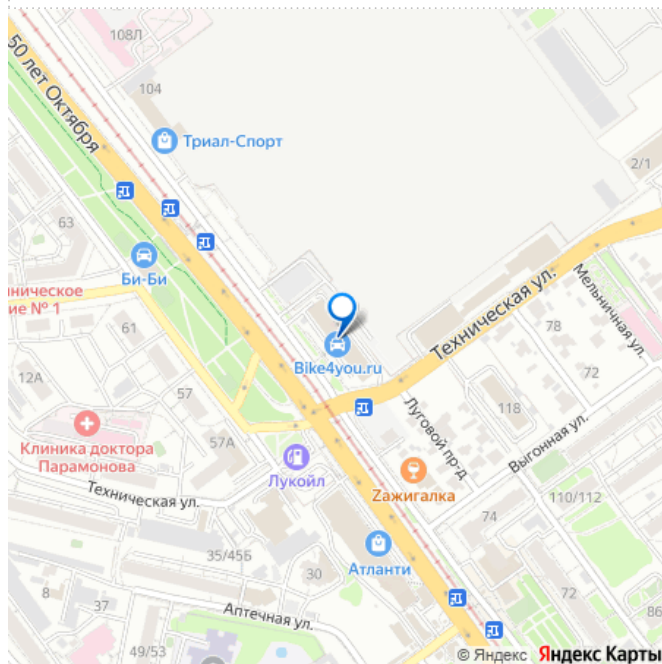 108Л
50 лет Октября
104
Триал-Спорт
2/1
63
Би-Би
ническое
ие № 1
Техническая ул.
Мельничная ул.
61
78
Bike4you.ru
72
12А
57
118
Луговой пр-д
Выгонная ул.
57А
Клиника доктора
Парамонова
Лукойл
Zажигалка
Техническая ул.
110/112
74
35/45Б
Атланти
30
8
37
72
86
Аптечная ул.
49/53
© Яндекс Яндекс Карты